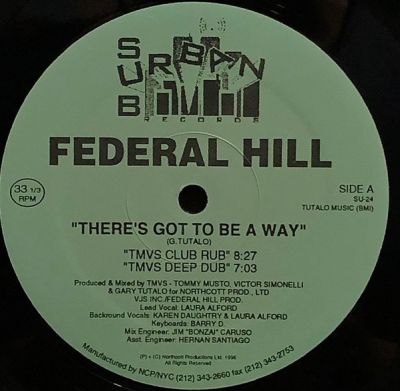 SUB URBAN
RECORDS
FEDERAL HILL
33 1/3
RPM
SIDE A
SU-24
TUTALO MUSIC (BMI)
"THERE'S GOT TO BE A WAY"
(G.TUTALO)
"TMVS CLUB RUB" 8:27
"TMVS DEEP DUB" 7:03
Produced & Mixed by TMVS - TOMMY MUSTO, VICTOR SIMONELLI
& GARY TUTALO for NORTHCOTT PROD., LTD
VJS INC./FEDERAL HILL PROD.
Lead Vocal: LAURA ALFORD
Backround Vocals: KAREN DAUGHTRY & LAURA ALFORD
Keyboards: BARRY D.
Mix Engineer: JIM "BONZAI" CARUSO
Asst. Engineer: HERNAN SANTIAGO
(P) + (C) Northcott Productions Ltd. 1996
All Rights Reserved
Manufactured by NCP/NYC (212) 343-2660 fax (212) 343-2753